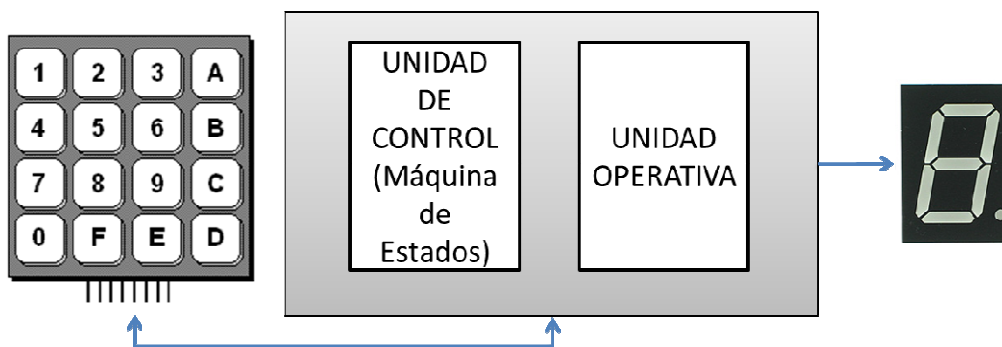 1 2 3 A
4 5 6 B
7 8 9 C
0 F E D
UNIDAD
DE
CONTROL
(Máquina
de
Estados)
UNIDAD
OPERATIVA